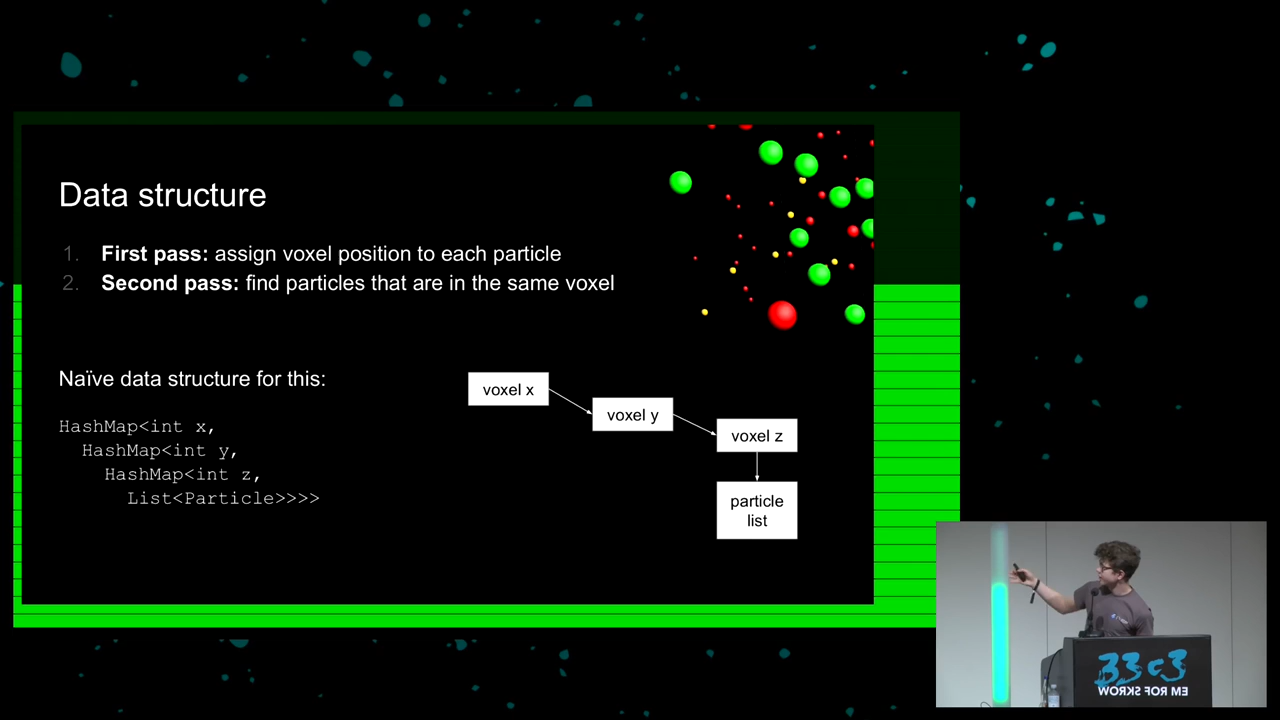 Data structure
1. First pass: assign voxel position to each particle
2. Second pass: find particles that are in the same voxel
Naïve data structure for this:
HashMap<int x,
HashMap<int y,
HashMap<int z,
List<Particle>>>>
voxel x
voxel y
voxel z
particle
list
33c3
WORKS FOR ME